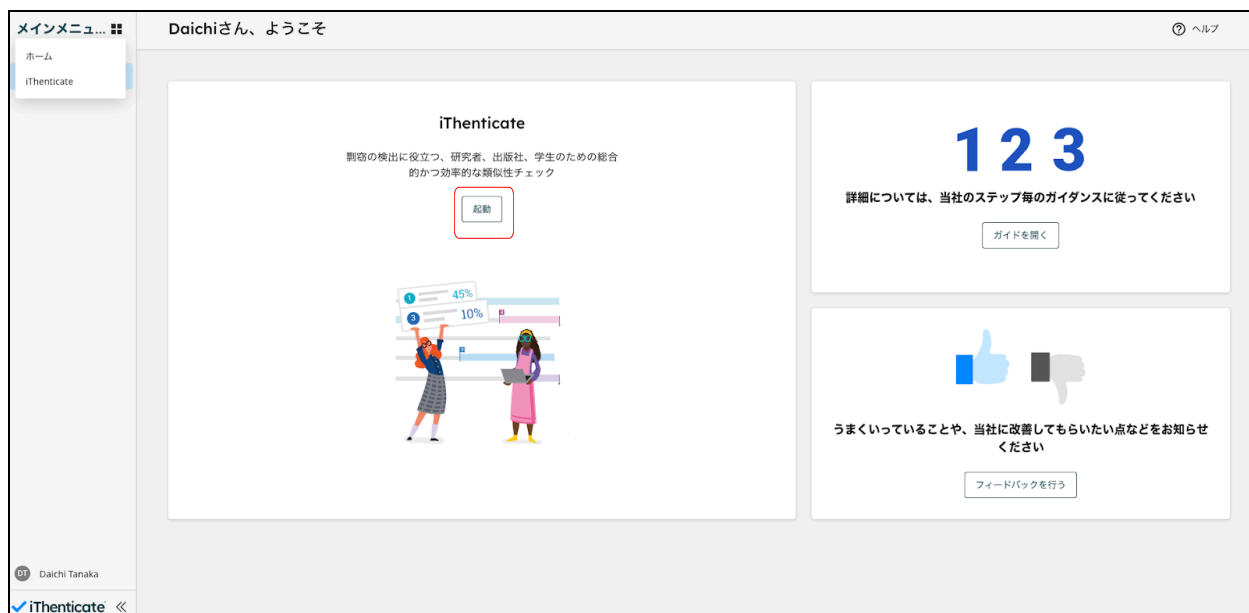 メインメニュ...
Daichiさん、ようこそ
ヘルプ
ホーム
iThenticate
iThenticate
剽窃の検出に役立つ、研究者、出版社、学生のための総合
的かつ効率的な類似性チェック
起動
1 45%
3 10%
4
2
1 2 3
詳細については、当社のステップ毎のガイダンスに従ってください
ガイドを開く
うまくいっていることや、当社に改善してもらいたい点などをお知らせ
ください
フィードバックを行う
DT Daichi Tanaka
iThenticate